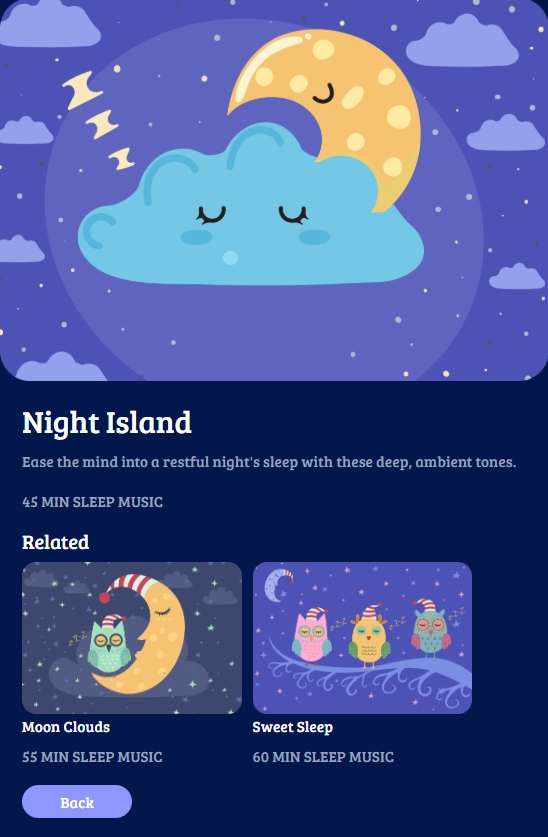 Night Island
Ease the mind into a restful night's sleep with these deep, ambient tones.
45 MIN SLEEP MUSIC
Related
Moon Clouds
55 MIN SLEEP MUSIC
Sweet Sleep
60 MIN SLEEP MUSIC
Back